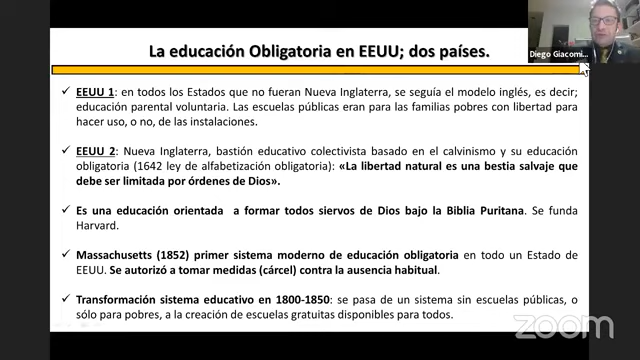 Diego Giacomi...
La educación Obligatoria en EEUU; dos países.
✓ EEUU 1: en todos los Estados que no fueran Nueva Inglaterra, se seguía el modelo inglés, es decir;
educación parental voluntaria. Las escuelas públicas eran para las familias pobres con libertad para
hacer uso, o no, de las instalaciones.
✓ EEUU 2: Nueva Inglaterra, bastión educativo colectivista basado en el calvinismo y su educación
obligatoria (1642 ley de alfabetización obligatoria): «La libertad natural es una bestia salvaje que
debe ser limitada por órdenes de Dios».
✓ Es una educación orientada a formar todos siervos de Dios bajo la Biblia Puritana. Se funda
Harvard.
✓ Massachusetts (1852) primer sistema moderno de educación obligatoria en todo un Estado de
EEUU. Se autorizó a tomar medidas (cárcel) contra la ausencia habitual.
✓ Transformación sistema educativo en 1800-1850: se pasa de un sistema sin escuelas públicas, o
sólo para pobres, a la creación de escuelas gratuitas disponibles para todos.
zoom